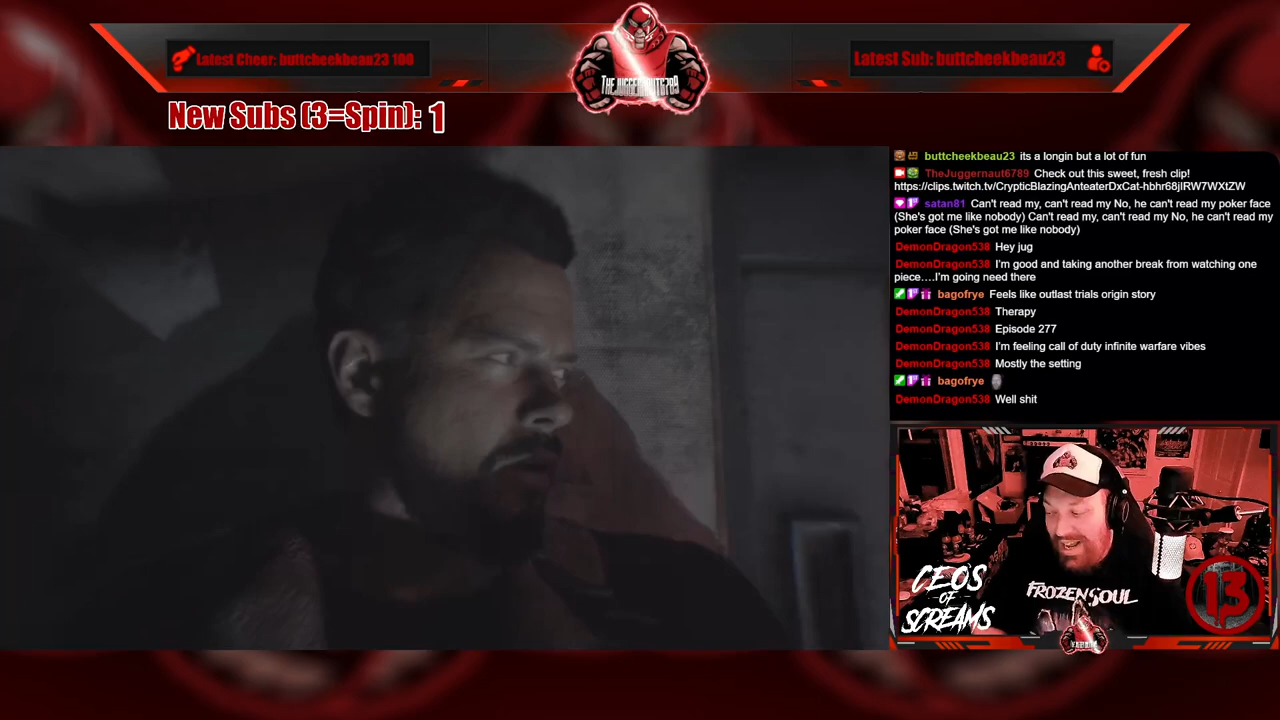 Latest Cheer: buttcheekbeau23 100
THEJUGGERNAUT6789
Latest Sub: buttcheekbeau23
New Subs (3=Spin): 1
buttcheekbeau23 its a longin but a lot of fun
TheJuggernaut6789 Check out this sweet, fresh clip!
https://clips.twitch.tv/CrypticBlazingAnteaterDxCat-hbhr68jIRW7WXtZW
satan81 Can't read my, can't read my No, he can't read my poker face
(She's got me like nobody) Can't read my, can't read my No, he can't read my
poker face (She's got me like nobody)
DemonDragon538 Hey jug
DemonDragon538 I'm good and taking another break from watching one
piece….I'm going need there
bagofrye Feels like outlast trials origin story
DemonDragon538 Therapy
DemonDragon538 Episode 277
DemonDragon538 I'm feeling call of duty infinite warfare vibes
DemonDragon538 Mostly the setting
bagofrye
DemonDragon538 Well shit
CEOS
OF
SCREAMS
FROZEN SOUL
13